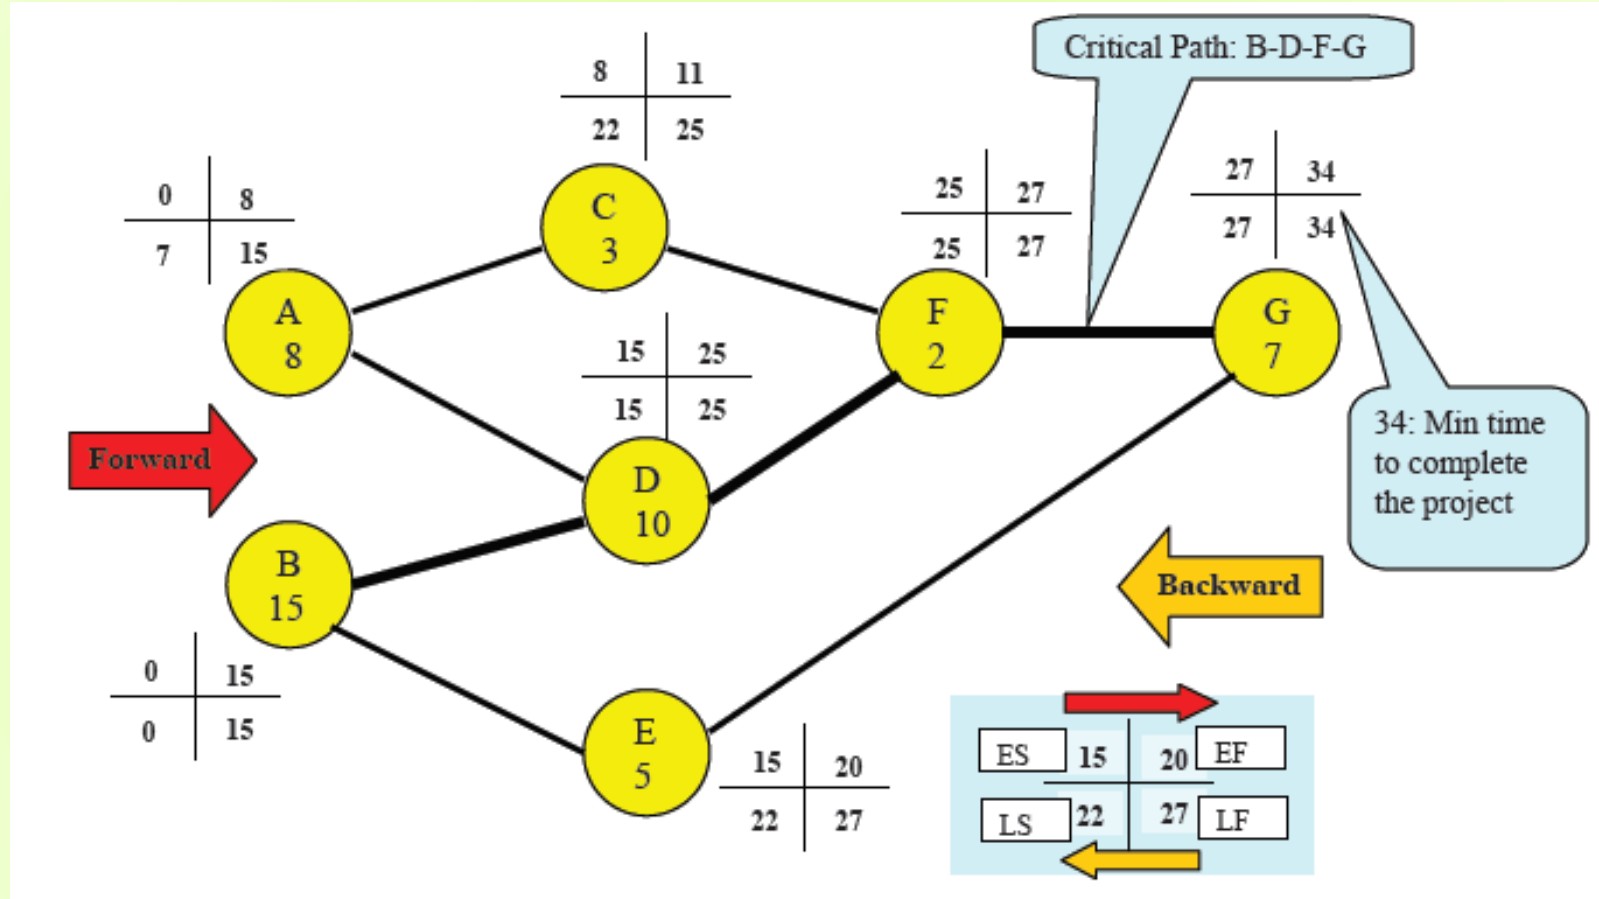 Critical Path: B-D-F-G
8 11
22 25
C
3
0 8
7 15
A
8
25 27
25 27
F
2
27 34
27 34
G
7
15 25
15 25
D
10
34: Min time
to complete
the project
Forward
B
15
0 15
0 15
Backward
E
5
15 20
22 27
ES 15 20 EF
LS 22 27 LF